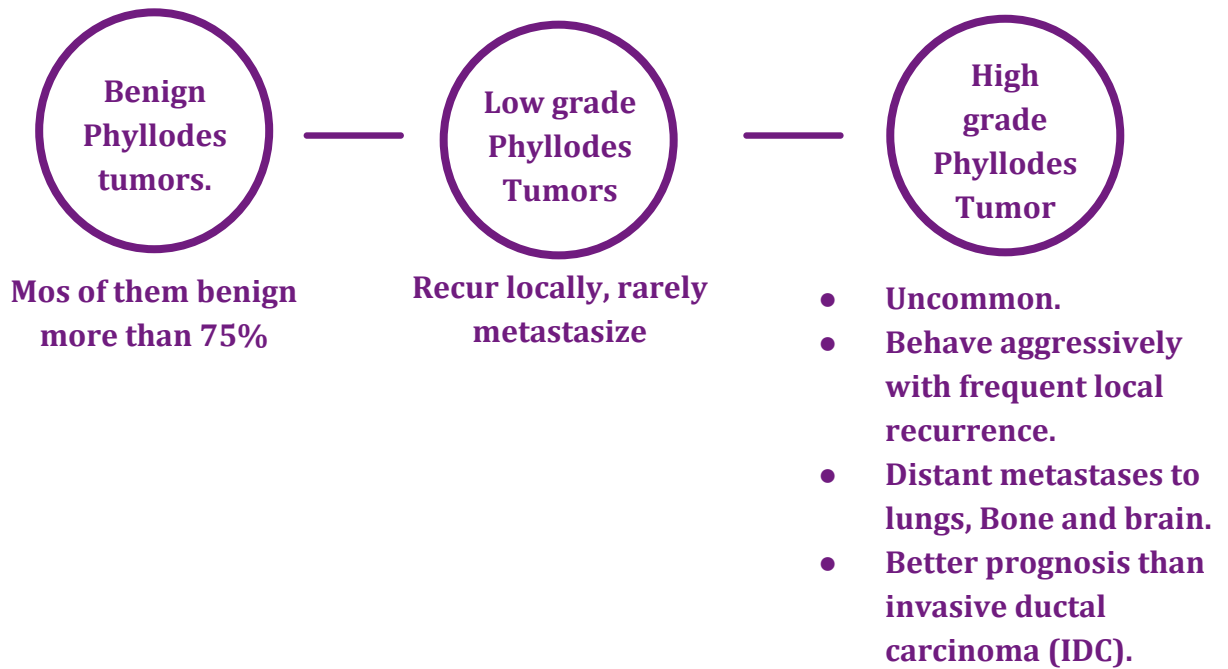 Benign
Phyllodes
tumors.
Mos of them benign
more than 75%
Low grade
Phyllodes
Tumors
Recur locally, rarely
metastasize
High
grade
Phyllodes
Tumor
● Uncommon.
● Behave aggressively
with frequent local
recurrence.
● Distant metastases to
lungs, Bone and brain.
● Better prognosis than
invasive ductal
carcinoma (IDC).